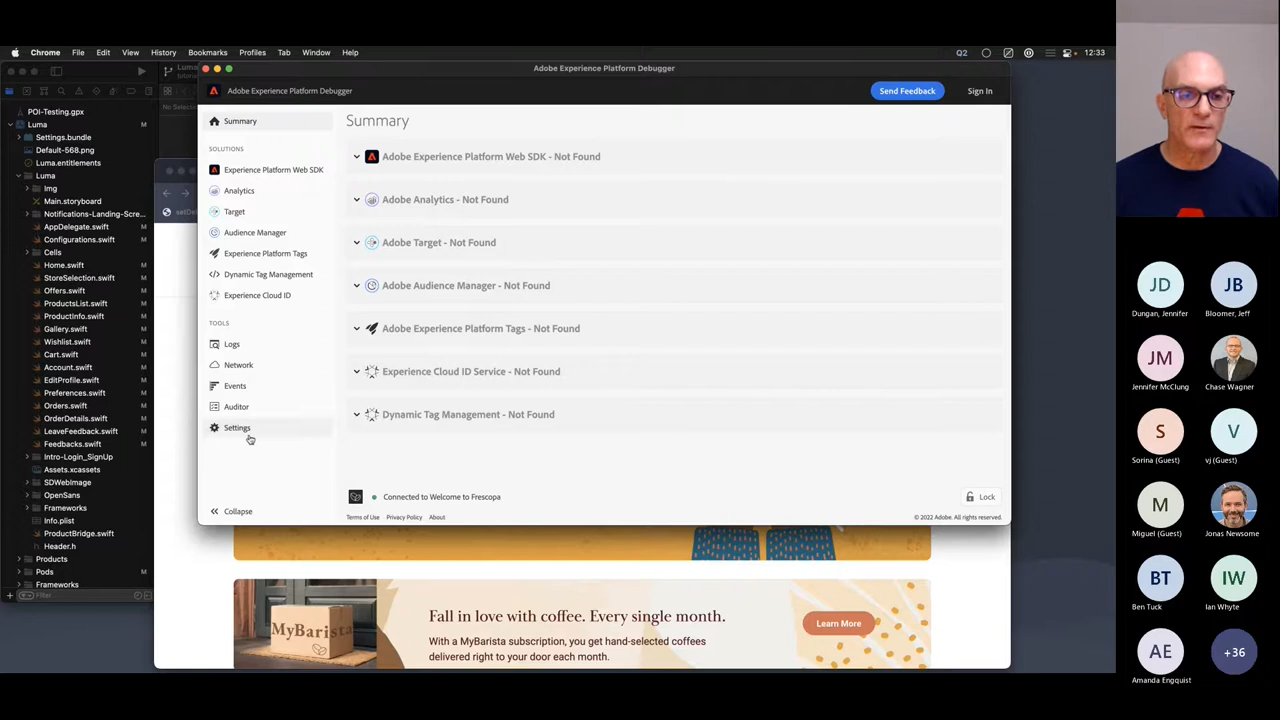 Chrome File Edit View History Bookmarks Profiles Tab Window Help
Q2 12:33
Adobe Experience Platform Debugger
Adobe Experience Platform Debugger
Send Feedback
Sign In
Summary
SOLUTIONS
Experience Platform Web SDK
Analytics
Target
Audience Manager
Experience Platform Tags
Dynamic Tag Management
Experience Cloud ID
TOOLS
Logs
Network
Events
Auditor
Settings
Collapse
Summary
Adobe Experience Platform Web SDK - Not Found
Adobe Analytics - Not Found
Adobe Target - Not Found
Adobe Audience Manager - Not Found
Adobe Experience Platform Tags - Not Found
Experience Cloud ID Service - Not Found
Dynamic Tag Management - Not Found
Connected to Welcome to Frescopa
Lock
Terms of Use Privacy Policy About
© 2022 Adobe. All rights reserved.
POI-Testing.gpx
Luma M
Settings.bundle
Default-568.png
Luma.entitlements
Luma
Img
Main.storyboard
Notifications-Landing-Scre...
AppDelegate.swift M
Configurations.swift M
Cells
Home.swift M
StoreSelection.swift M
Offers.swift M
ProductsList.swift M
ProductInfo.swift M
Gallery.swift M
Wishlist.swift M
Cart.swift M
Account.swift M
EditProfile.swift M
Preferences.swift M
Orders.swift M
OrderDetails.swift M
LeaveFeedback.swift M
Feedbacks.swift M
Intro-Login_SignUp
Assets.xcassets
SDWebImage
OpenSans
Frameworks
Info.plist
ProductBridge.swift
Header.h
Products
Pods
Frameworks
Filter
MyBarista
Fall in love with coffee. Every single month.
With a MyBarista subscription, you get hand-selected coffees
delivered right to your door each month.
Learn More
JD JB
Dungan, Jennifer Bloomer, Jeff
JM
Jennifer McClung Chase Wagner
S V
Sorina (Guest) vj (Guest)
M
Miguel (Guest) Jonas Newsome
BT IW
Ben Tuck Ian Whyte
AE +36
Amanda Engquist